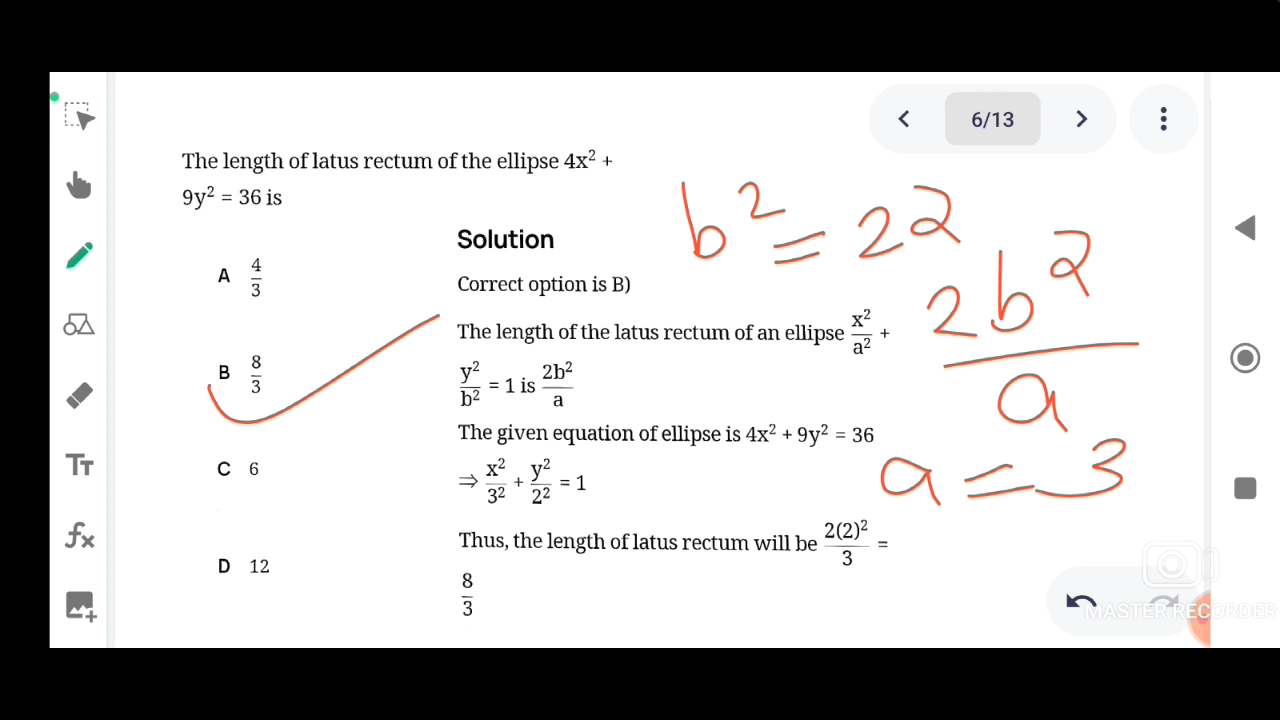 6/13
The length of latus rectum of the ellipse 4x² +
9y² = 36 is
b² = 2²
Solution
A 4/3
Correct option is B)
2b²/a
The length of the latus rectum of an ellipse x²/a² +
B 8/3
y²/b² = 1 is 2b²/a
The given equation of ellipse is 4x² + 9y² = 36
a = 3
C 6
⇒ x²/3² + y²/2² = 1
TT
fx
Thus, the length of latus rectum will be 2(2)²/3 =
D 12
8/3
MASTER RECORDER